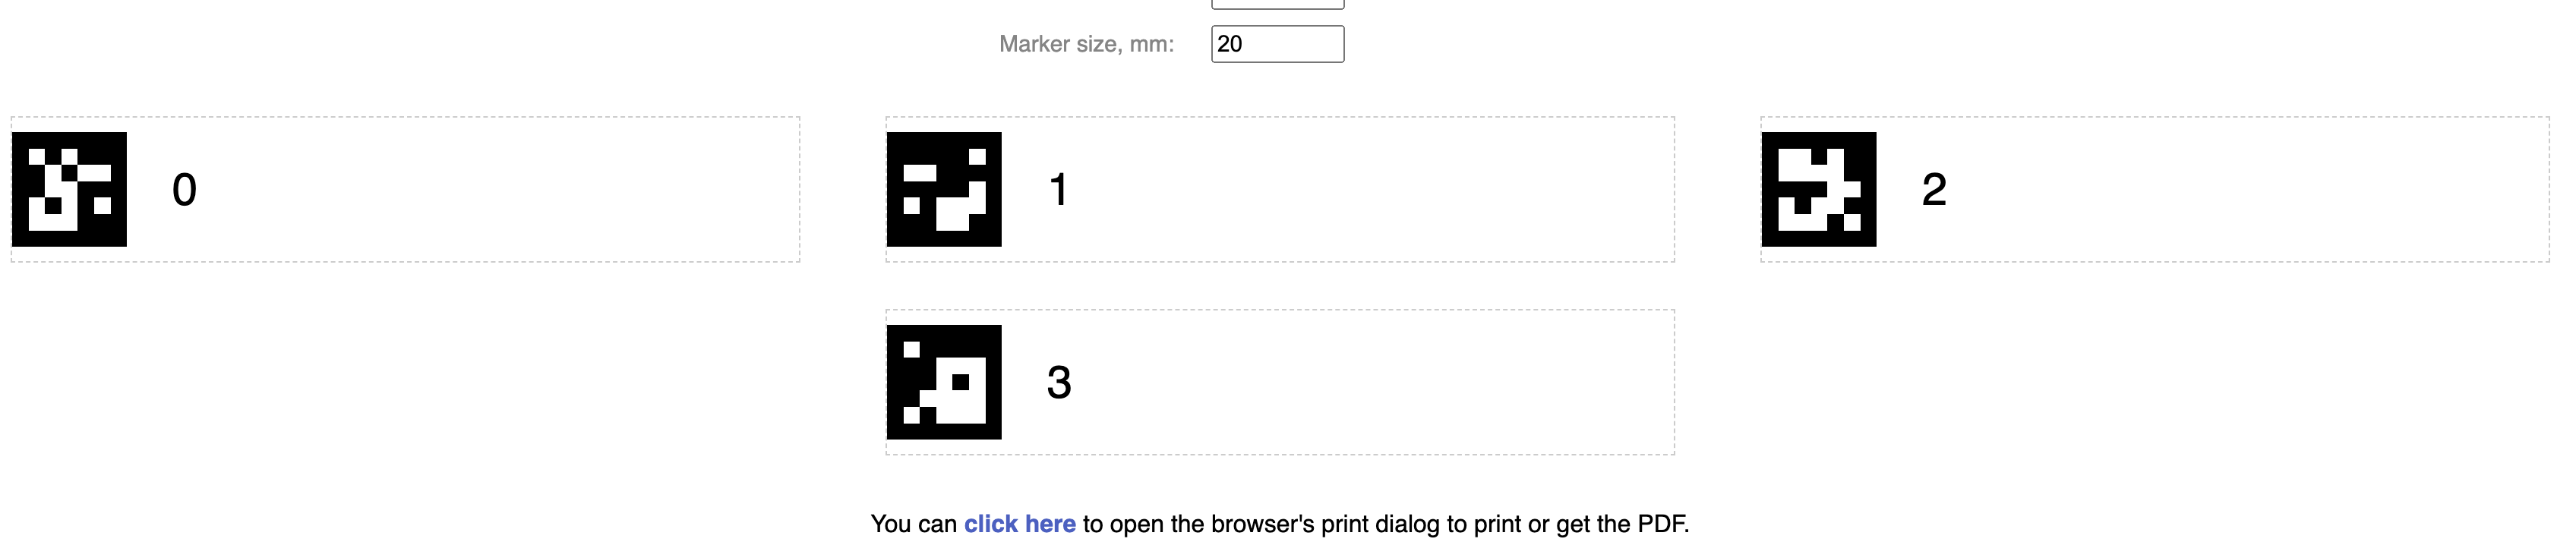 Marker size, mm: 20
0
1
2
3
You can click here to open the browser's print dialog to print or get the PDF.